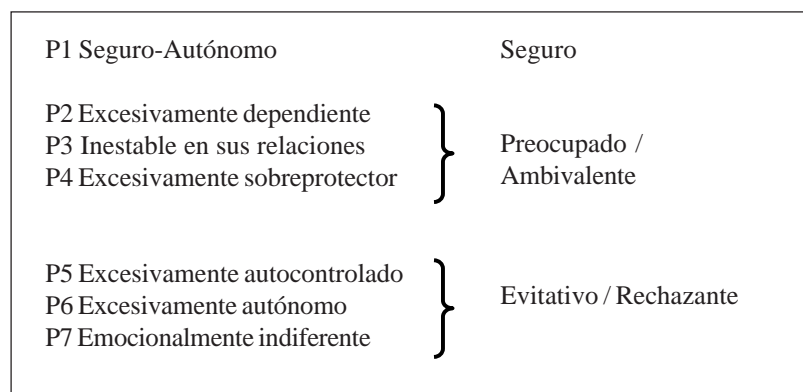 P1 Seguro-Autónomo Seguro
P2 Excesivamente dependiente
P3 Inestable en sus relaciones
P4 Excesivamente sobreprotector
Preocupado /
Ambivalente
P5 Excesivamente autocontrolado
P6 Excesivamente autónomo
P7 Emocionalmente indiferente
Evitativo / Rechazante